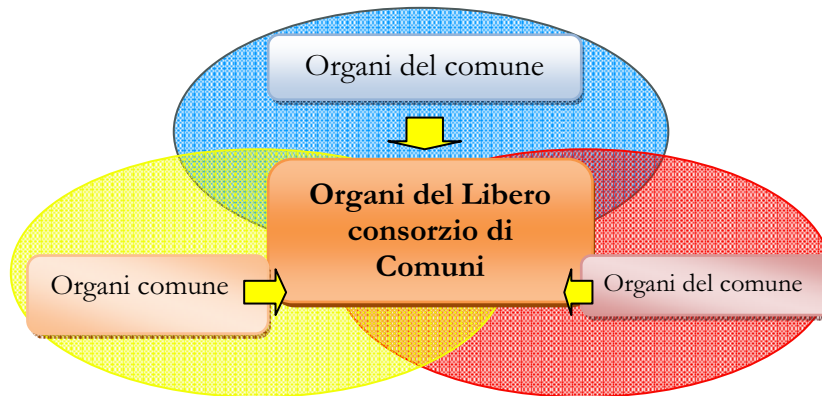 Organi del comune
Organi del Libero
consorzio di
Comuni
Organi comune
Organi del comune